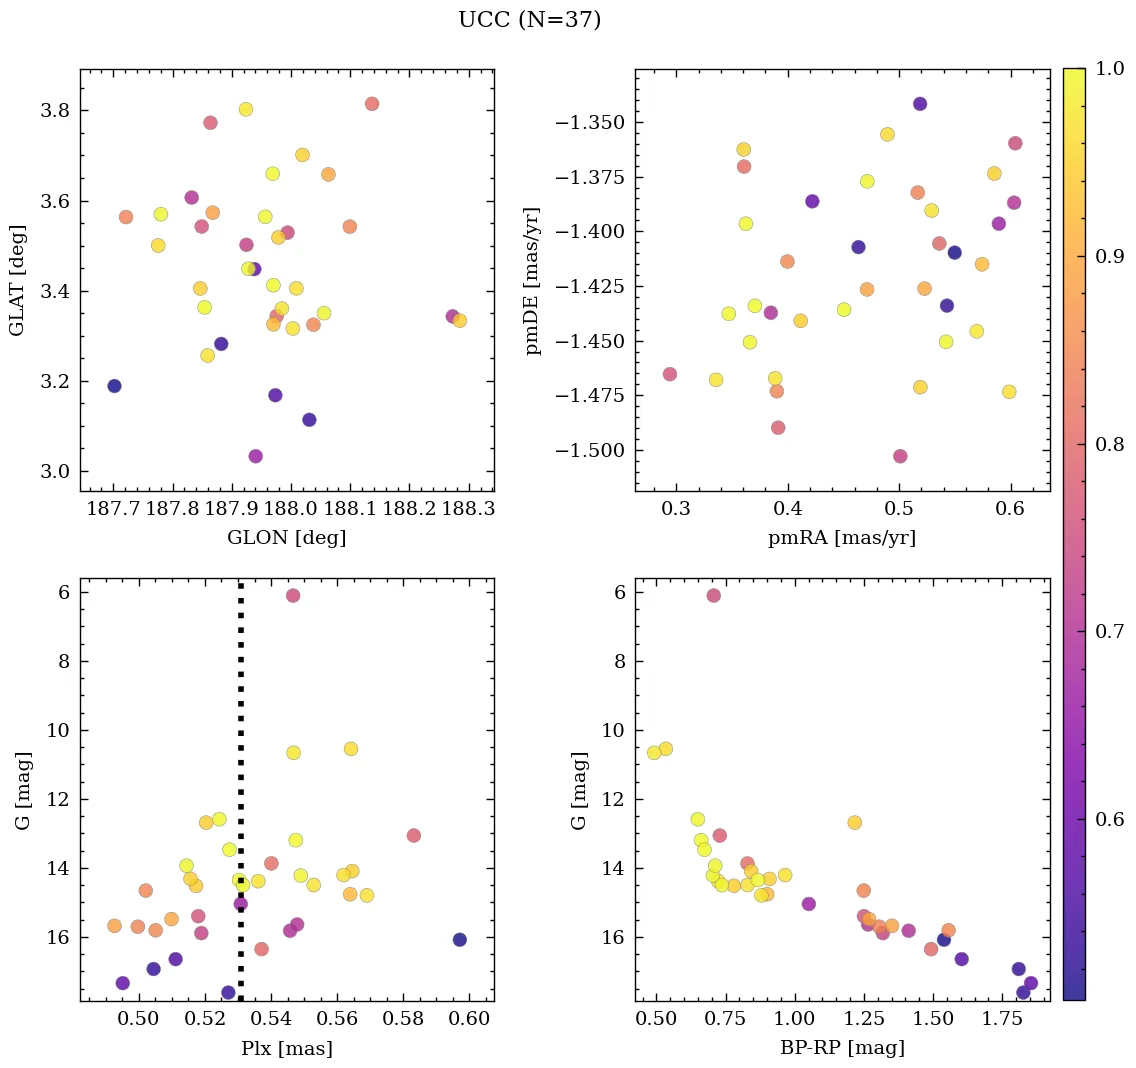 UCC (N=37)
3.8
3.6
3.4
3.2
3.0
GLAT [deg]
187.7 187.8 187.9 188.0 188.1 188.2 188.3
GLON [deg]
−1.350
−1.375
−1.400
−1.425
−1.450
−1.475
−1.500
pmDE [mas/yr]
0.3 0.4 0.5 0.6
pmRA [mas/yr]
1.0
0.9
0.8
0.7
0.6
6
8
10
12
14
16
G [mag]
0.50 0.52 0.54 0.56 0.58 0.60
Plx [mas]
6
8
10
12
14
16
G [mag]
0.50 0.75 1.00 1.25 1.50 1.75
BP-RP [mag]